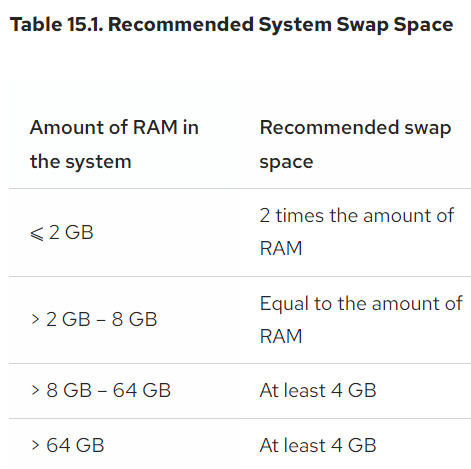 Table 15.1. Recommended System Swap Space
Amount of RAM in
the system
Recommended swap
space
⩽ 2 GB
2 times the amount of
RAM
> 2 GB – 8 GB
Equal to the amount of
RAM
> 8 GB – 64 GB
At least 4 GB
> 64 GB
At least 4 GB